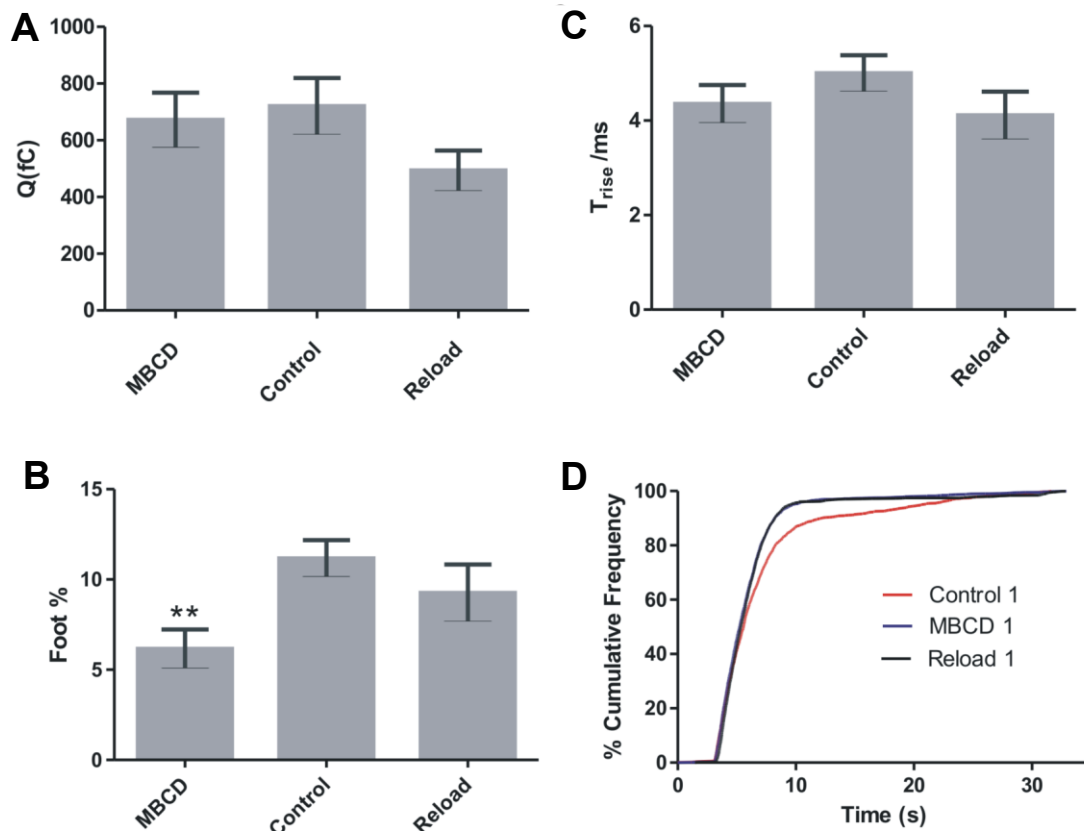 A
1000
800
600
400
200
0
Q(fC)
MBCD
Control
Reload
C
6
4
2
0
Trise /ms
MBCD
Control
Reload
B
15
10
5
0
Foot %
**
MBCD
Control
Reload
D
100
80
60
40
20
0
% Cumulative Frequency
Control 1
MBCD 1
Reload 1
0 10 20 30
Time (s)